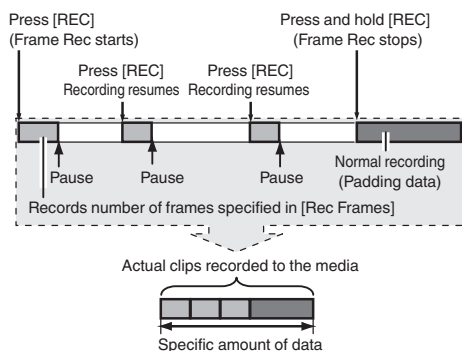 Press [REC]
(Frame Rec starts)
Press and hold [REC]
(Frame Rec stops)
Press [REC]
Recording resumes
Press [REC]
Recording resumes
Pause
Pause
Pause
Normal recording
(Padding data)
Records number of frames specified in [Rec Frames]
Actual clips recorded to the media
Specific amount of data